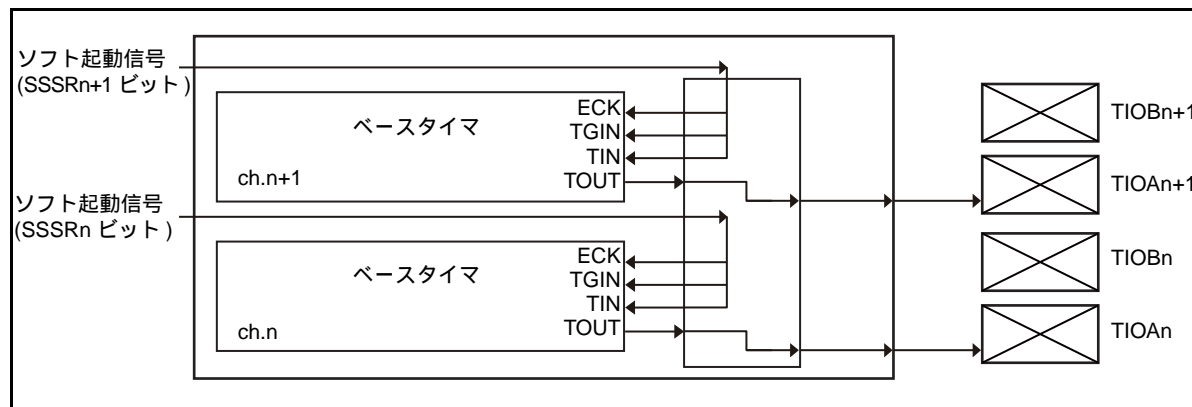 ソフト起動信号
(SSSRn+1 ビット )
ベースタイマ
ch.n+1
ECK
TGIN
TIN
TOUT
TIOBn+1
TIOAn+1
ソフト起動信号
(SSSRn ビット )
ベースタイマ
ch.n
ECK
TGIN
TIN
TOUT
TIOBn
TIOAn